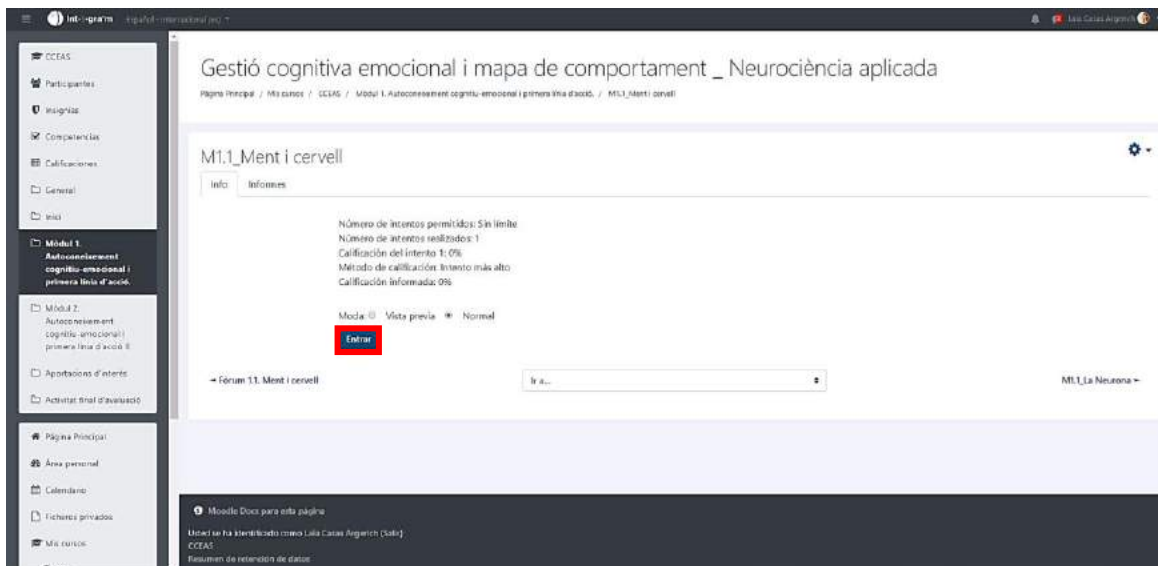 int-i-gra'm Español - internacional (es)
Lala Casas Argerich
CCEAS
Participantes
Insignias
Competencias
Calificaciones
General
Inici
Mòdul 1.
Autoconeixement
cognitiu-emocional i
primera línia d'acció.
Mòdul 2.
Autoconeixement
cognitiu-emocional i
primera línia d'acció II
Aportacions d'interès
Activitat final d'avaluació
Página Principal
Área personal
Calendario
Ficheros privados
Mis cursos
Gestió cognitiva emocional i mapa de comportament _ Neurociència aplicada
Página Principal / Mis cursos / CCEAS / Mòdul 1. Autoconeixement cognitiu-emocional i primera línia d'acció. / M1.1_Ment i cervell
M1.1_Ment i cervell
Info Informes
Número de intentos permitidos: Sin límite
Número de intentos realizados: 1
Calificación del intento 1: 0%
Método de calificación: Intento más alto
Calificación informada: 0%
Moda: Vista previa Normal
Entrar
Fòrum 1.1. Ment i cervell Ir a... M1.1_La Neurona
Moodle Docs para esta página
Usted se ha identificado como Lala Casas Argerich (Salir)
CCEAS
Resumen de retención de datos